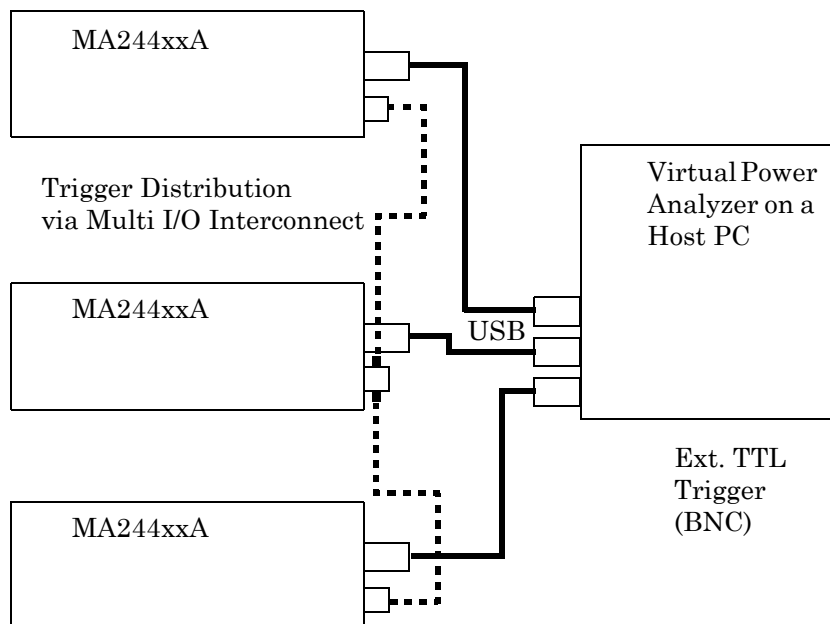 MA244xxA
Trigger Distribution
via Multi I/O Interconnect
MA244xxA
MA244xxA
USB
Virtual Power
Analyzer on a
Host PC
Ext. TTL
Trigger
(BNC)